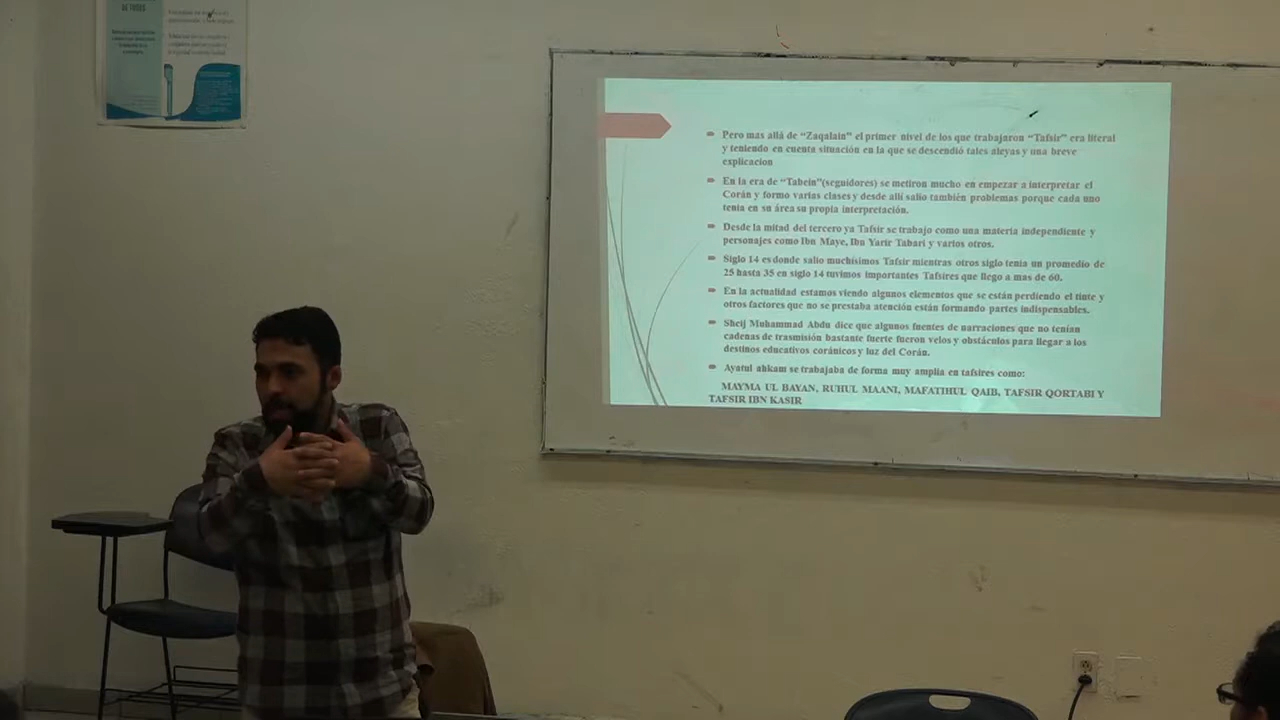 DE TODOS
Pero mas allá de “Zaqalain” el primer nivel de los que trabajaron “Tafsir” era literal
y teniendo en cuenta situación en la que se descendió tales aleyas y una breve
explicacion
En la era de “Tabein”(seguidores) se metiron mucho en empezar a interpretar el
Corán y formo varias clases y desde allí salio también problemas porque cada uno
tenia en su área su propia interpretación.
Desde la mitad del tercero ya Tafsir se trabajo como una materia independiente y
personajes como Ibn Maye, Ibn Yarir Tabari y varios otros.
Siglo 14 es donde salio muchísimos Tafsir mientras otros siglo tenia un promedio de
25 hasta 35 en siglo 14 tuvimos importantes Tafsires que llego a mas de 60.
En la actualidad estamos viendo algunos elementos que se están perdiendo el tinte y
otros factores que no se prestaba atención están formando partes indispensables.
Sheij Muhammad Abdu dice que algunos fuentes de narraciones que no tenían
cadenas de trasmisión bastante fuerte fueron velos y obstáculos para llegar a los
destinos educativos coránicos y luz del Corán.
Ayatul ahkam se trabajaba de forma muy amplia en tafsires como:
MAYMA UL BAYAN, RUHUL MAANI, MAFATIHUL QAIB, TAFSIR QORTABI Y
TAFSIR IBN KASIR